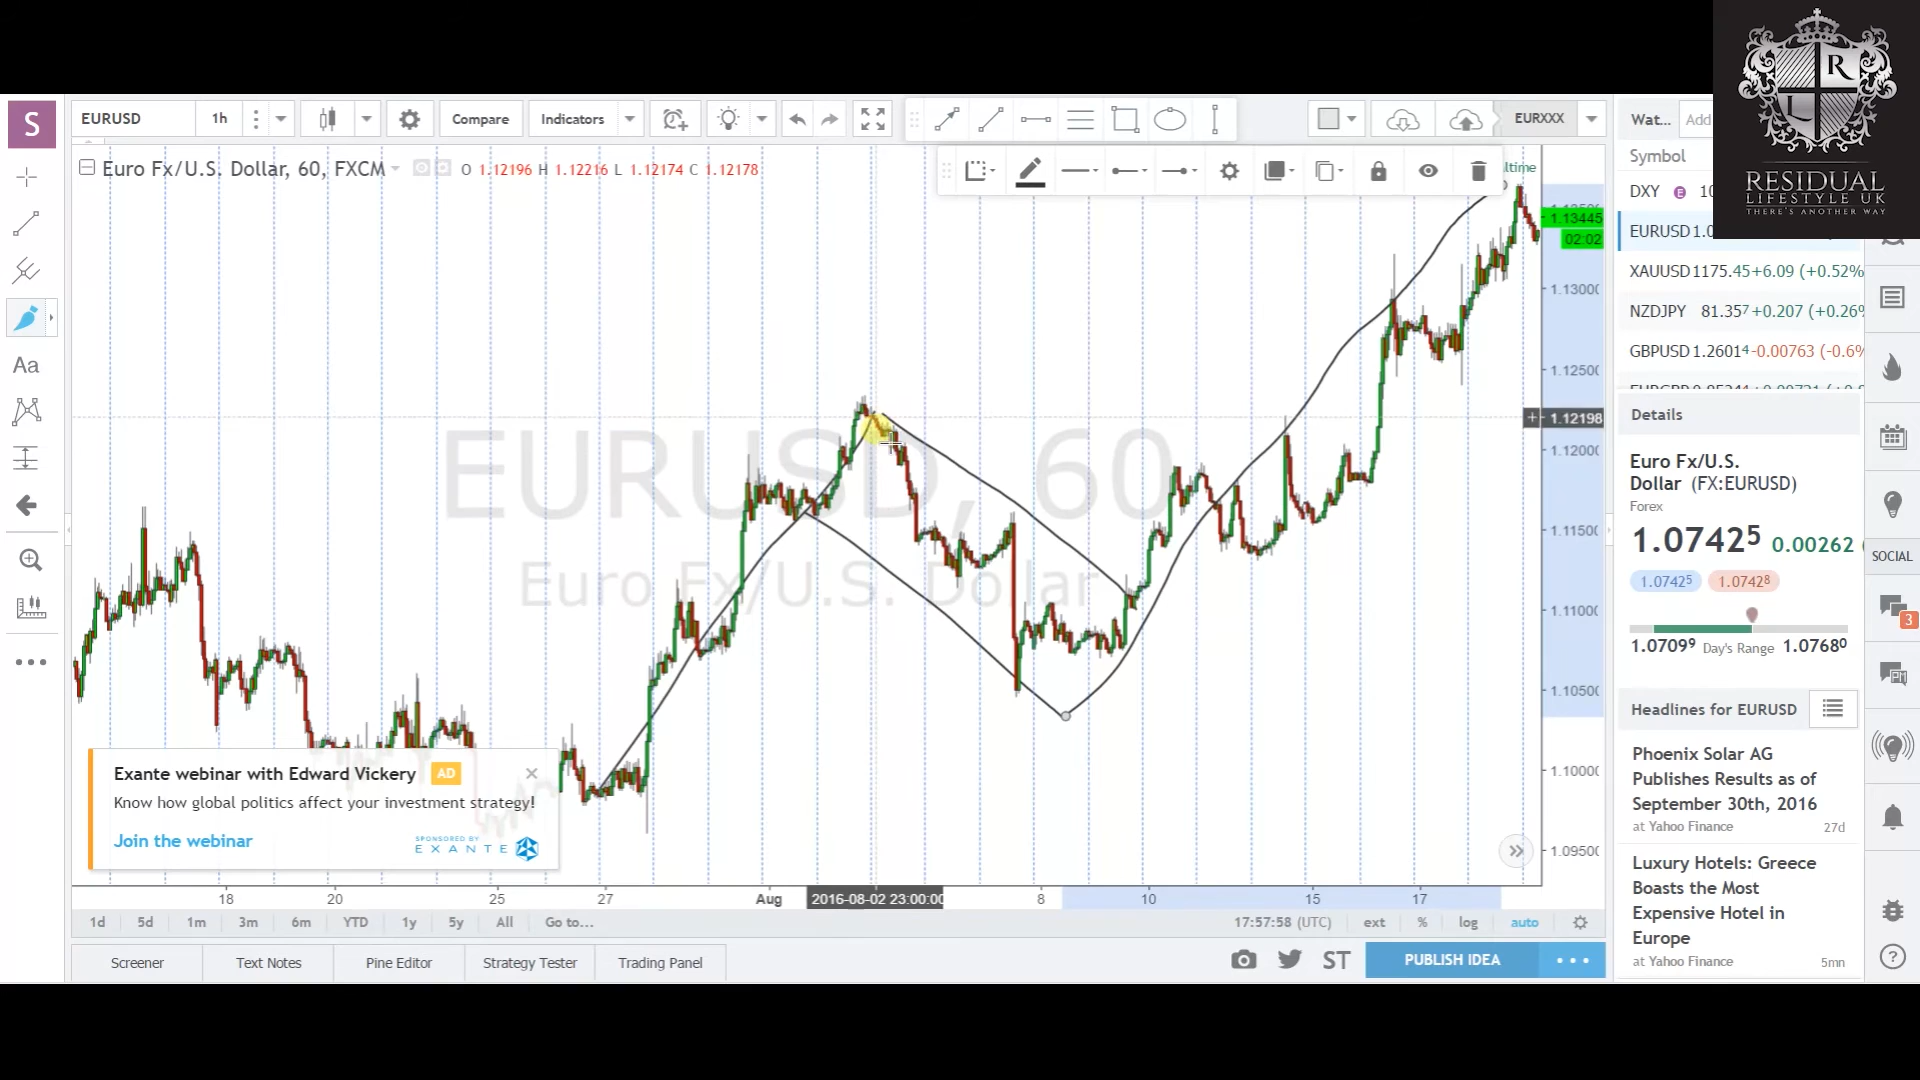 R
L
RESIDUAL
LIFESTYLE UK
THERE'S ANOTHER WAY
S
EURUSD 1h Compare Indicators EURXXX
Wat... Add
Euro Fx/U.S. Dollar, 60, FXCM O 1.12196 H 1.12216 L 1.12174 C 1.12178
Symbol
DXY E 10
EURUSD 1.0
XAUUSD 1175.45 +6.09 (+0.52%
NZDJPY 81.357 +0.207 (+0.26%
GBPUSD 1.26014 -0.00763 (-0.6%
1.13445
02:02
1.13000
1.12500
1.12198
1.12000
1.11500
1.11000
1.10500
1.10000
1.09500
EURUSD, 60
Euro Fx/U.S. Dollar
Aa
Details
Euro Fx/U.S.
Dollar (FX:EURUSD)
Forex
1.07425 0.00262
1.07425 1.07428
1.07099 Day's Range 1.07680
SOCIAL
3
Headlines for EURUSD
Phoenix Solar AG
Publishes Results as of
September 30th, 2016
at Yahoo Finance 27d
Luxury Hotels: Greece
Boasts the Most
Expensive Hotel in
Europe
at Yahoo Finance 5mn
Exante webinar with Edward Vickery AD
Know how global politics affect your investment strategy!
Join the webinar
SPONSORED BY
EXANTE
18 20 25 27 Aug 2016-08-02 23:00:00 8 10 15 17
1d 5d 1m 3m 6m YTD 1y 5y All Go to... 17:57:58 (UTC) ext % log auto
Screener Text Notes Pine Editor Strategy Tester Trading Panel ST PUBLISH IDEA